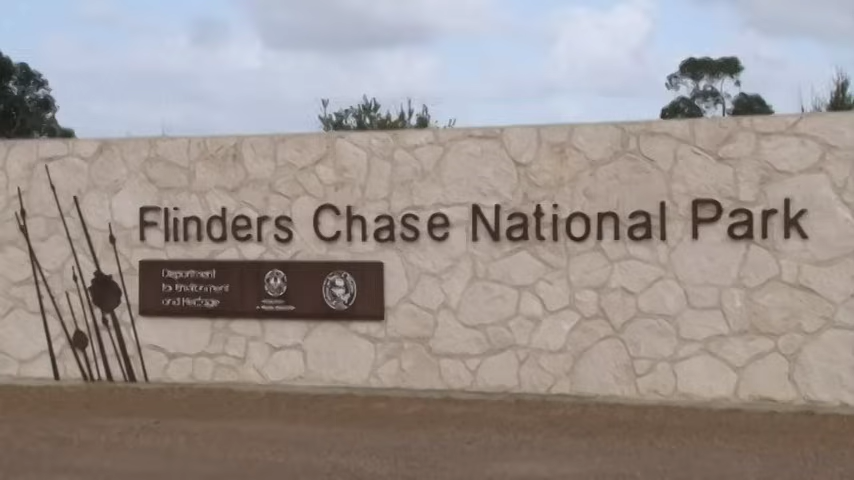 Flinders Chase National Park
Department
for Environment
and Heritage